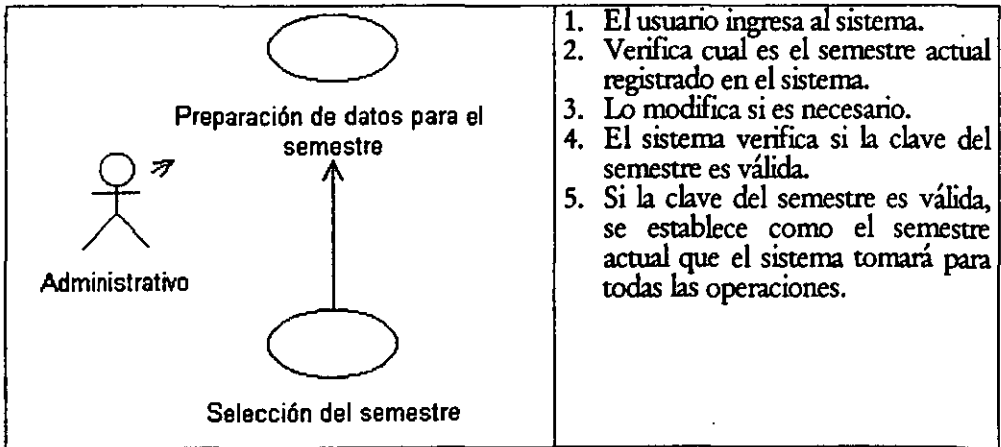 Preparación de datos para el
semestre
Administrativo
Selección del semestre
1. El usuario ingresa al sistema.
2. Verifica cual es el semestre actual
registrado en el sistema.
3. Lo modifica si es necesario.
4. El sistema verifica si la clave del
semestre es válida.
5. Si la clave del semestre es válida,
se establece como el semestre
actual que el sistema tomará para
todas las operaciones.